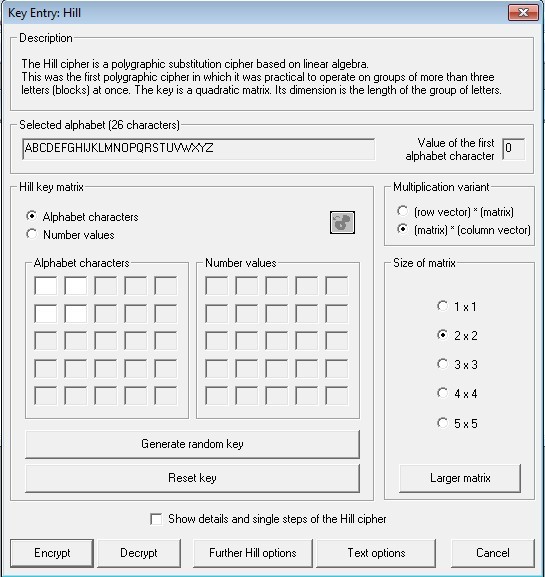 Key Entry: Hill
Description
The Hill cipher is a polygraphic substitution cipher based on linear algebra.
This was the first polygraphic cipher in which it was practical to operate on groups of more than three
letters (blocks) at once. The key is a quadratic matrix. Its dimension is the length of the group of letters.
Selected alphabet (26 characters)
ABCDEFGHIJKLMNOPQRSTUVWXYZ
Value of the first
alphabet character
0
Hill key matrix
Alphabet characters
Number values
Alphabet characters
Number values
Generate random key
Reset key
Multiplication variant
(row vector) * (matrix)
(matrix) * (column vector)
Size of matrix
1 x 1
2 x 2
3 x 3
4 x 4
5 x 5
Larger matrix
Show details and single steps of the Hill cipher
Encrypt
Decrypt
Further Hill options
Text options
Cancel